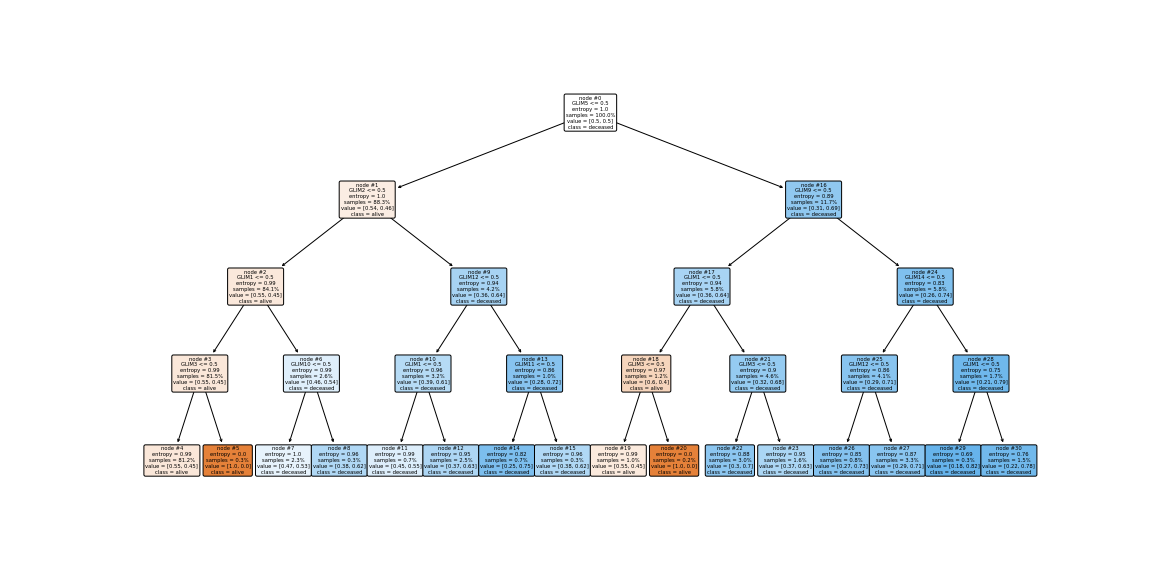 node #0
GLIM5 <= 0.5
entropy = 1.0
samples = 100.0%
value = [0.5, 0.5]
class = deceased
node #1
GLIM2 <= 0.5
entropy = 1.0
samples = 88.3%
value = [0.54, 0.46]
class = alive
node #16
GLIM9 <= 0.5
entropy = 0.89
samples = 11.7%
value = [0.31, 0.69]
class = deceased
node #2
GLIM1 <= 0.5
entropy = 0.99
samples = 84.1%
value = [0.55, 0.45]
class = alive
node #9
GLIM12 <= 0.5
entropy = 0.94
samples = 4.2%
value = [0.36, 0.64]
class = deceased
node #17
GLIM1 <= 0.5
entropy = 0.94
samples = 5.8%
value = [0.36, 0.64]
class = deceased
node #24
GLIM14 <= 0.5
entropy = 0.83
samples = 5.8%
value = [0.26, 0.74]
class = deceased
node #3
GLIM3 <= 0.5
entropy = 0.99
samples = 81.5%
value = [0.55, 0.45]
class = alive
node #6
GLIM10 <= 0.5
entropy = 0.99
samples = 2.6%
value = [0.46, 0.54]
class = deceased
node #10
GLIM1 <= 0.5
entropy = 0.96
samples = 3.2%
value = [0.39, 0.61]
class = deceased
node #13
GLIM11 <= 0.5
entropy = 0.86
samples = 1.0%
value = [0.28, 0.72]
class = deceased
node #18
GLIM3 <= 0.5
entropy = 0.97
samples = 1.2%
value = [0.6, 0.4]
class = alive
node #21
GLIM3 <= 0.5
entropy = 0.9
samples = 4.6%
value = [0.32, 0.68]
class = deceased
node #25
GLIM12 <= 0.5
entropy = 0.86
samples = 4.1%
value = [0.29, 0.71]
class = deceased
node #28
GLIM1 <= 0.5
entropy = 0.75
samples = 1.7%
value = [0.21, 0.79]
class = deceased
node #4
entropy = 0.99
samples = 81.2%
value = [0.55, 0.45]
class = alive
node #5
entropy = 0.0
samples = 0.3%
value = [1.0, 0.0]
class = alive
node #7
entropy = 1.0
samples = 2.3%
value = [0.47, 0.53]
class = deceased
node #8
entropy = 0.96
samples = 0.3%
value = [0.38, 0.62]
class = deceased
node #11
entropy = 0.99
samples = 0.7%
value = [0.45, 0.55]
class = deceased
node #12
entropy = 0.95
samples = 2.5%
value = [0.37, 0.63]
class = deceased
node #14
entropy = 0.82
samples = 0.7%
value = [0.25, 0.75]
class = deceased
node #15
entropy = 0.96
samples = 0.3%
value = [0.38, 0.62]
class = deceased
node #19
entropy = 0.99
samples = 1.0%
value = [0.55, 0.45]
class = alive
node #20
entropy = 0.0
samples = 0.2%
value = [1.0, 0.0]
class = alive
node #22
entropy = 0.88
samples = 3.0%
value = [0.3, 0.7]
class = deceased
node #23
entropy = 0.95
samples = 1.6%
value = [0.37, 0.63]
class = deceased
node #26
entropy = 0.85
samples = 0.8%
value = [0.27, 0.73]
class = deceased
node #27
entropy = 0.87
samples = 3.3%
value = [0.29, 0.71]
class = deceased
node #29
entropy = 0.69
samples = 0.3%
value = [0.18, 0.82]
class = deceased
node #30
entropy = 0.76
samples = 1.5%
value = [0.22, 0.78]
class = deceased